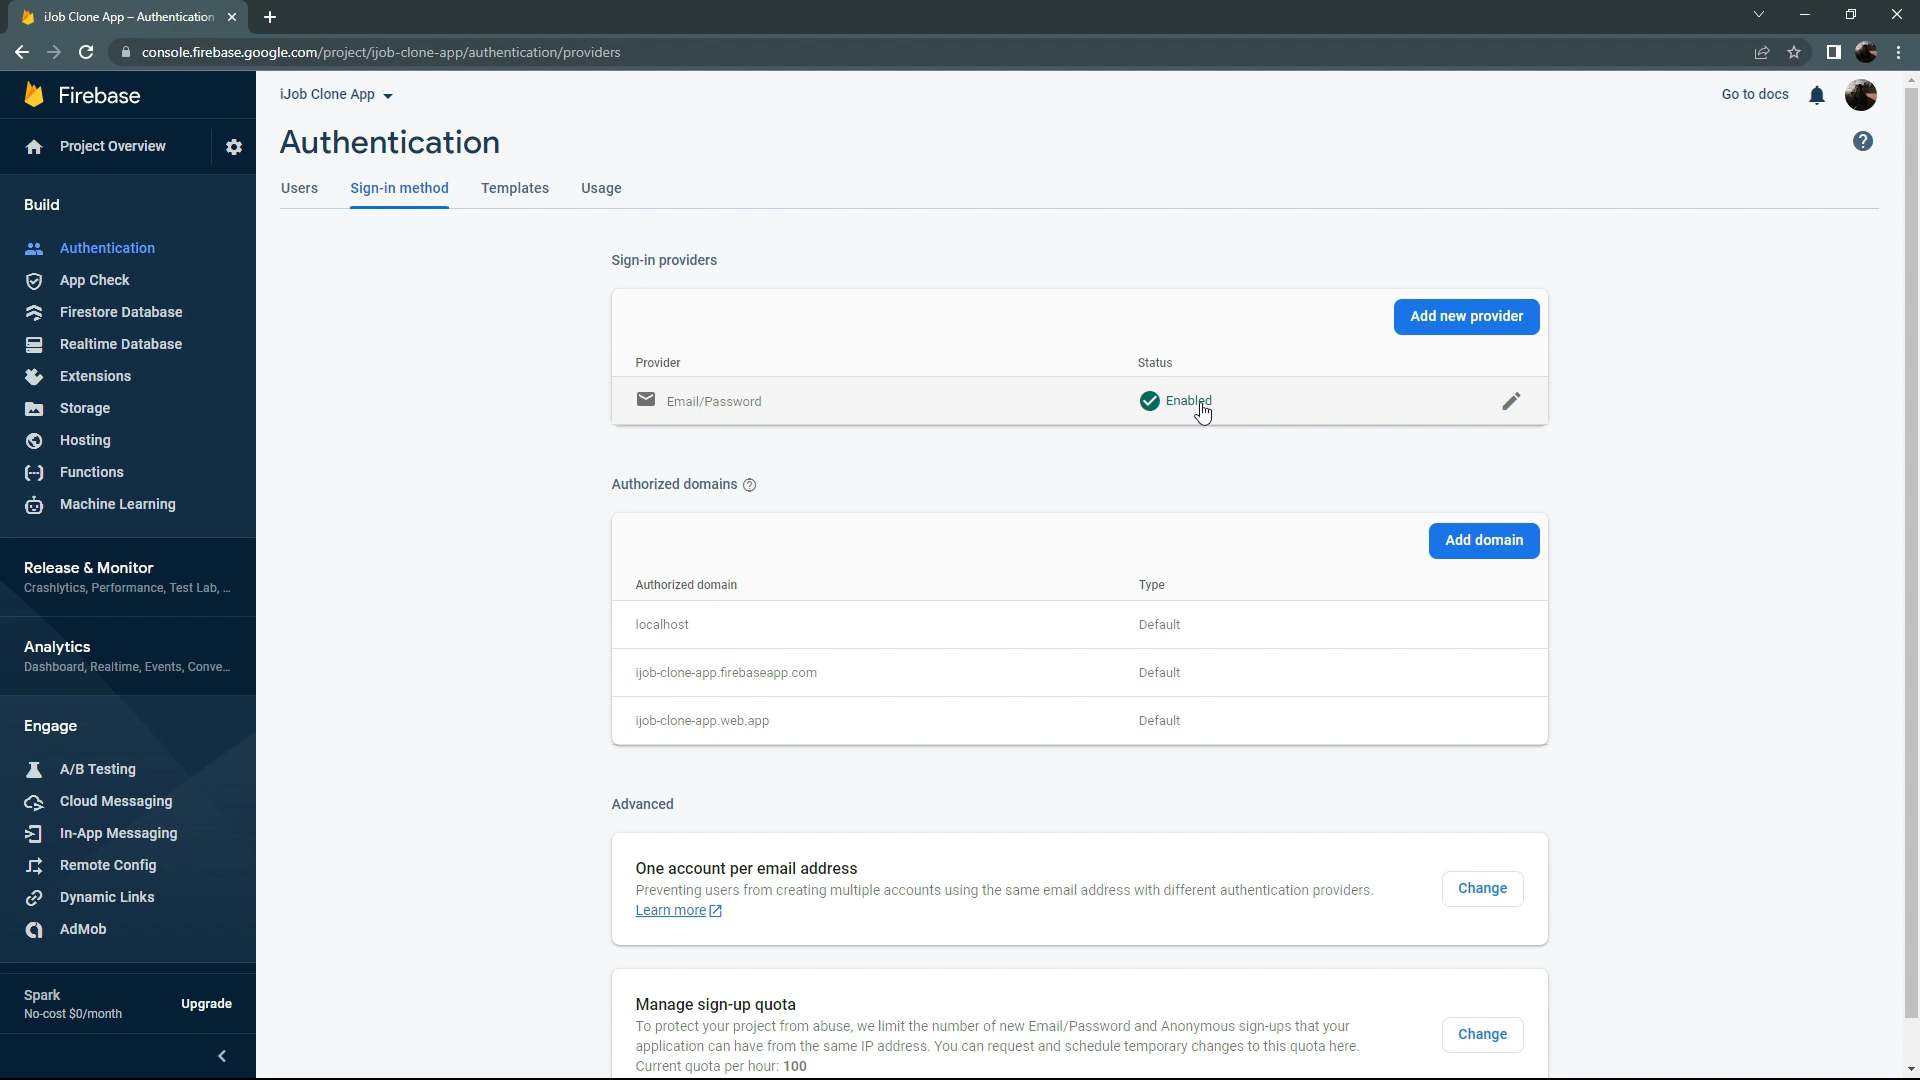 iJob Clone App – Authentication
console.firebase.google.com/project/ijob-clone-app/authentication/providers
Firebase
iJob Clone App
Go to docs
Project Overview
Authentication
Users Sign-in method Templates Usage
Build
Authentication
App Check
Firestore Database
Realtime Database
Extensions
Storage
Hosting
Functions
Machine Learning
Release & Monitor
Crashlytics, Performance, Test Lab, ...
Analytics
Dashboard, Realtime, Events, Conve...
Engage
A/B Testing
Cloud Messaging
In-App Messaging
Remote Config
Dynamic Links
AdMob
Spark
No-cost $0/month
Upgrade
Sign-in providers
Add new provider
Provider Status
Email/Password Enabled
Authorized domains
Add domain
Authorized domain Type
localhost Default
ijob-clone-app.firebaseapp.com Default
ijob-clone-app.web.app Default
Advanced
One account per email address
Preventing users from creating multiple accounts using the same email address with different authentication providers.
Learn more
Change
Manage sign-up quota
To protect your project from abuse, we limit the number of new Email/Password and Anonymous sign-ups that your
application can have from the same IP address. You can request and schedule temporary changes to this quota here.
Current quota per hour: 100
Change